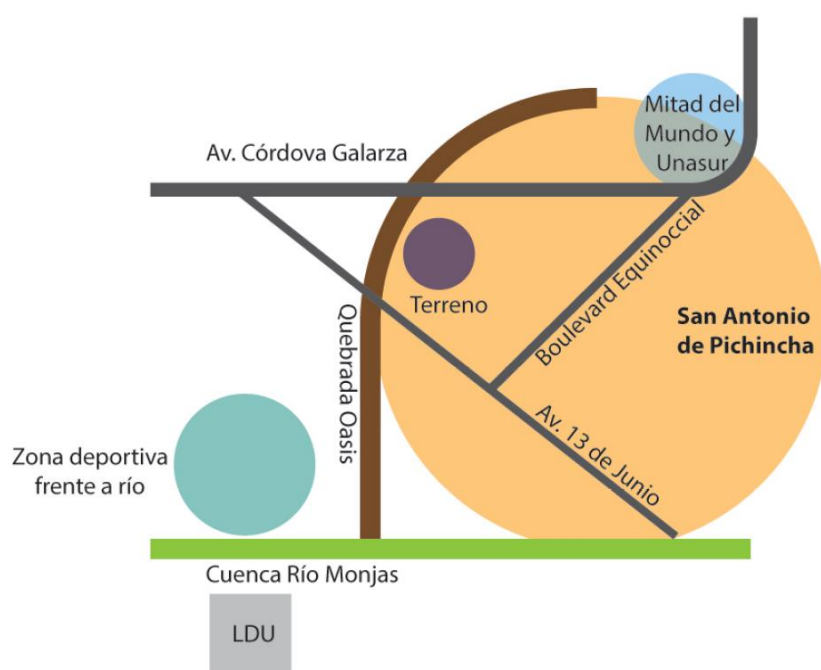 Mitad del
Mundo y
Unasur
Av. Córdova Galarza
Boulevard Equinoccial
Terreno
Quebrada Oasis
San Antonio
de Pichincha
Av. 13 de Junio
Zona deportiva
frente a río
Cuenca Río Monjas
LDU